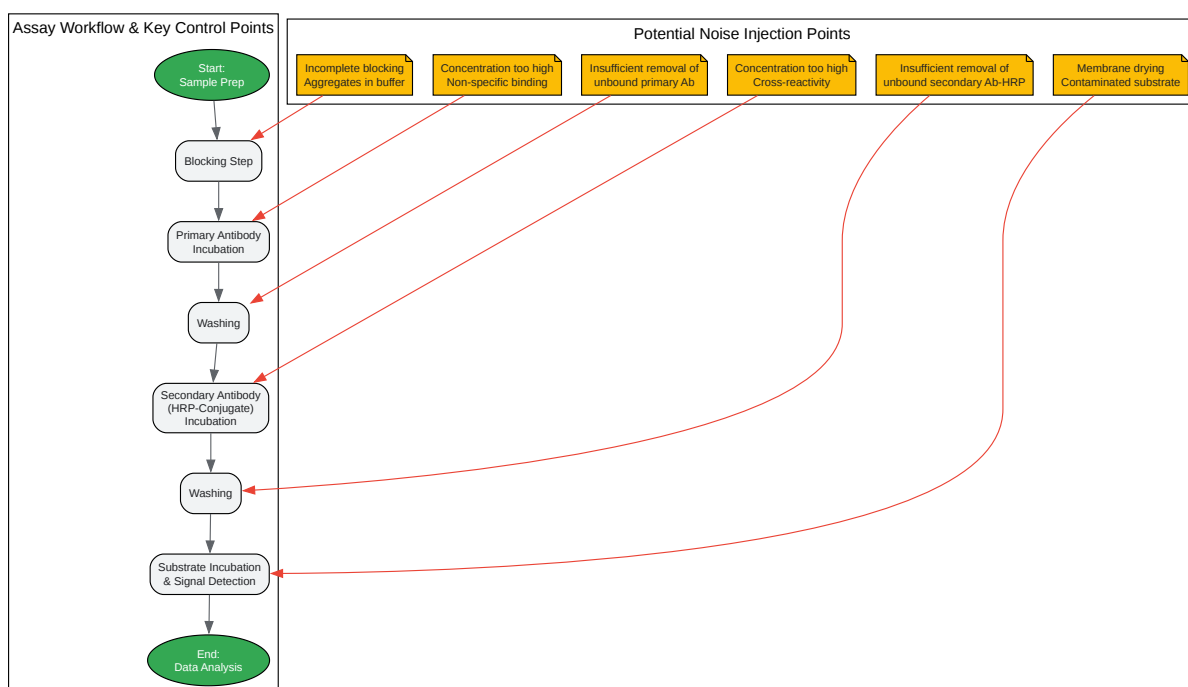 Assay Workflow & Key Control Points
Potential Noise Injection Points
Start:
Sample Prep
Incomplete blocking
Aggregates in buffer
Concentration too high
Non-specific binding
Insufficient removal of
unbound primary Ab
Concentration too high
Cross-reactivity
Insufficient removal of
unbound secondary Ab-HRP
Membrane drying
Contaminated substrate
Blocking Step
Primary Antibody
Incubation
Washing
Secondary Antibody
(HRP-Conjugate)
Incubation
Washing
Substrate Incubation
& Signal Detection
End:
Data Analysis